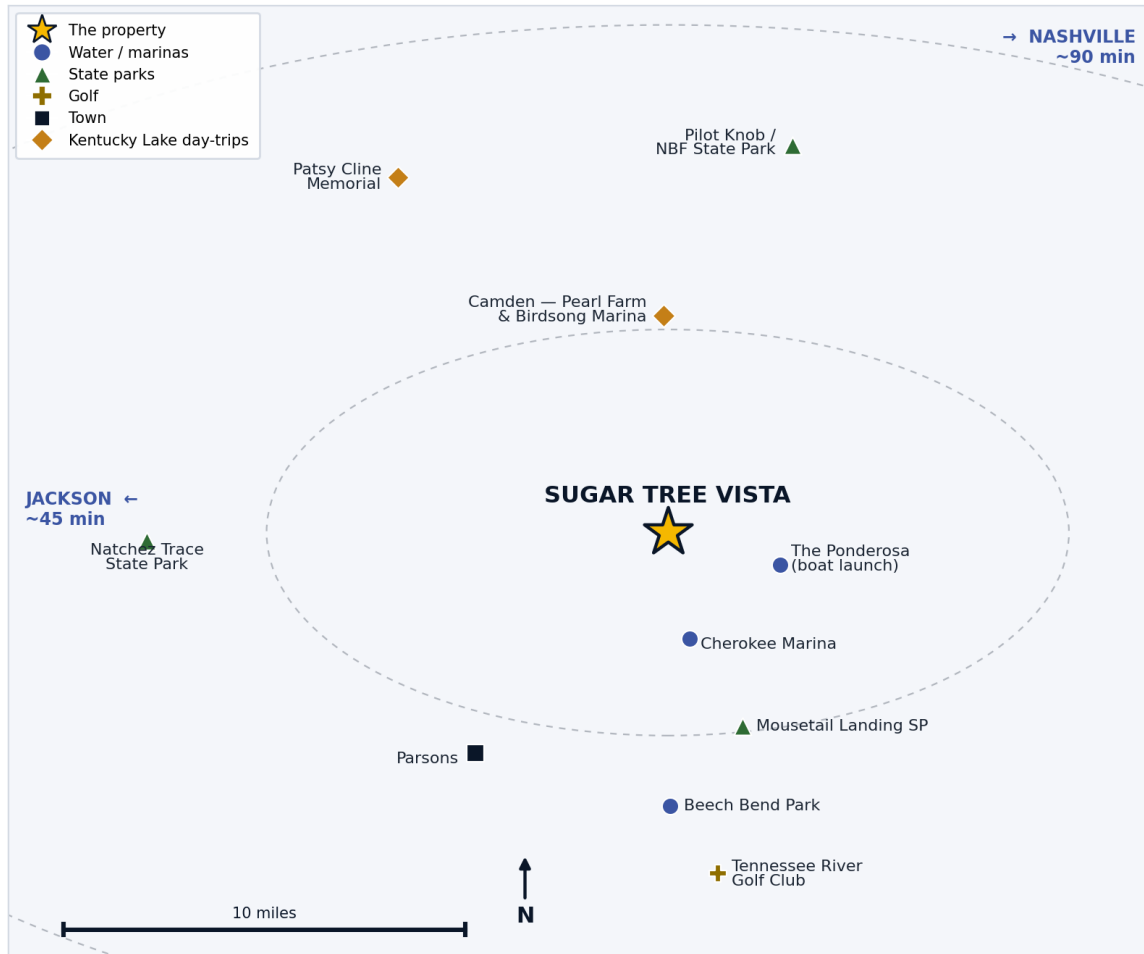 The property
Water / marinas
State parks
Golf
Town
Kentucky Lake day-trips
→ NASHVILLE
~90 min
Pilot Knob /
NBF State Park
Patsy Cline
Memorial
Camden — Pearl Farm
& Birdsong Marina
SUGAR TREE VISTA
JACKSON ←
~45 min
Natchez Trace
State Park
The Ponderosa
(boat launch)
Cherokee Marina
Mousetail Landing SP
Parsons
Beech Bend Park
Tennessee River
Golf Club
10 miles
N